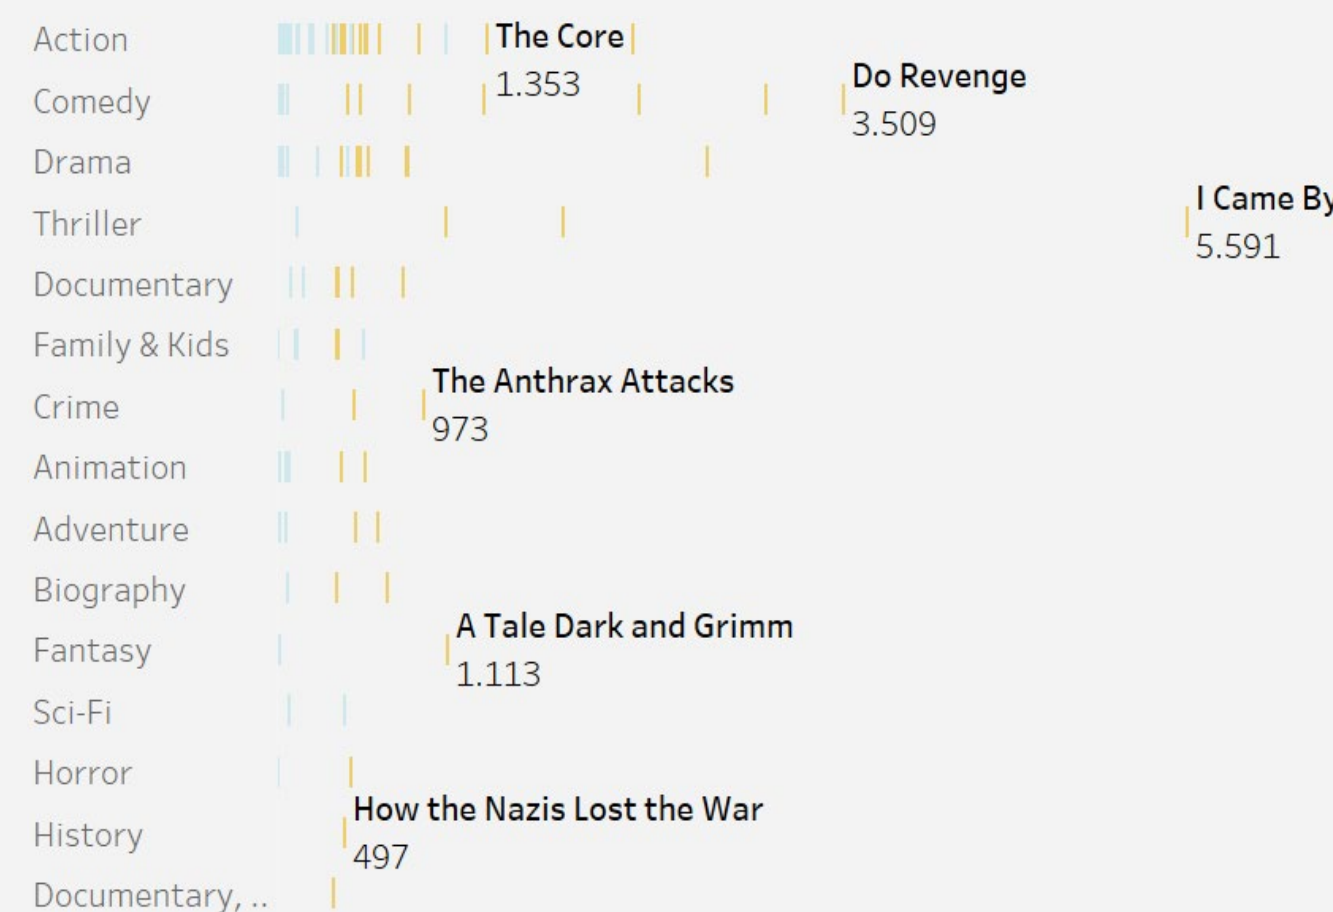 Action
The Core
1.353
Comedy
Do Revenge
3.509
Drama
Thriller
I Came By
5.591
Documentary
Family & Kids
Crime
The Anthrax Attacks
973
Animation
Adventure
Biography
Fantasy
A Tale Dark and Grimm
1.113
Sci-Fi
Horror
History
How the Nazis Lost the War
497
Documentary, ..